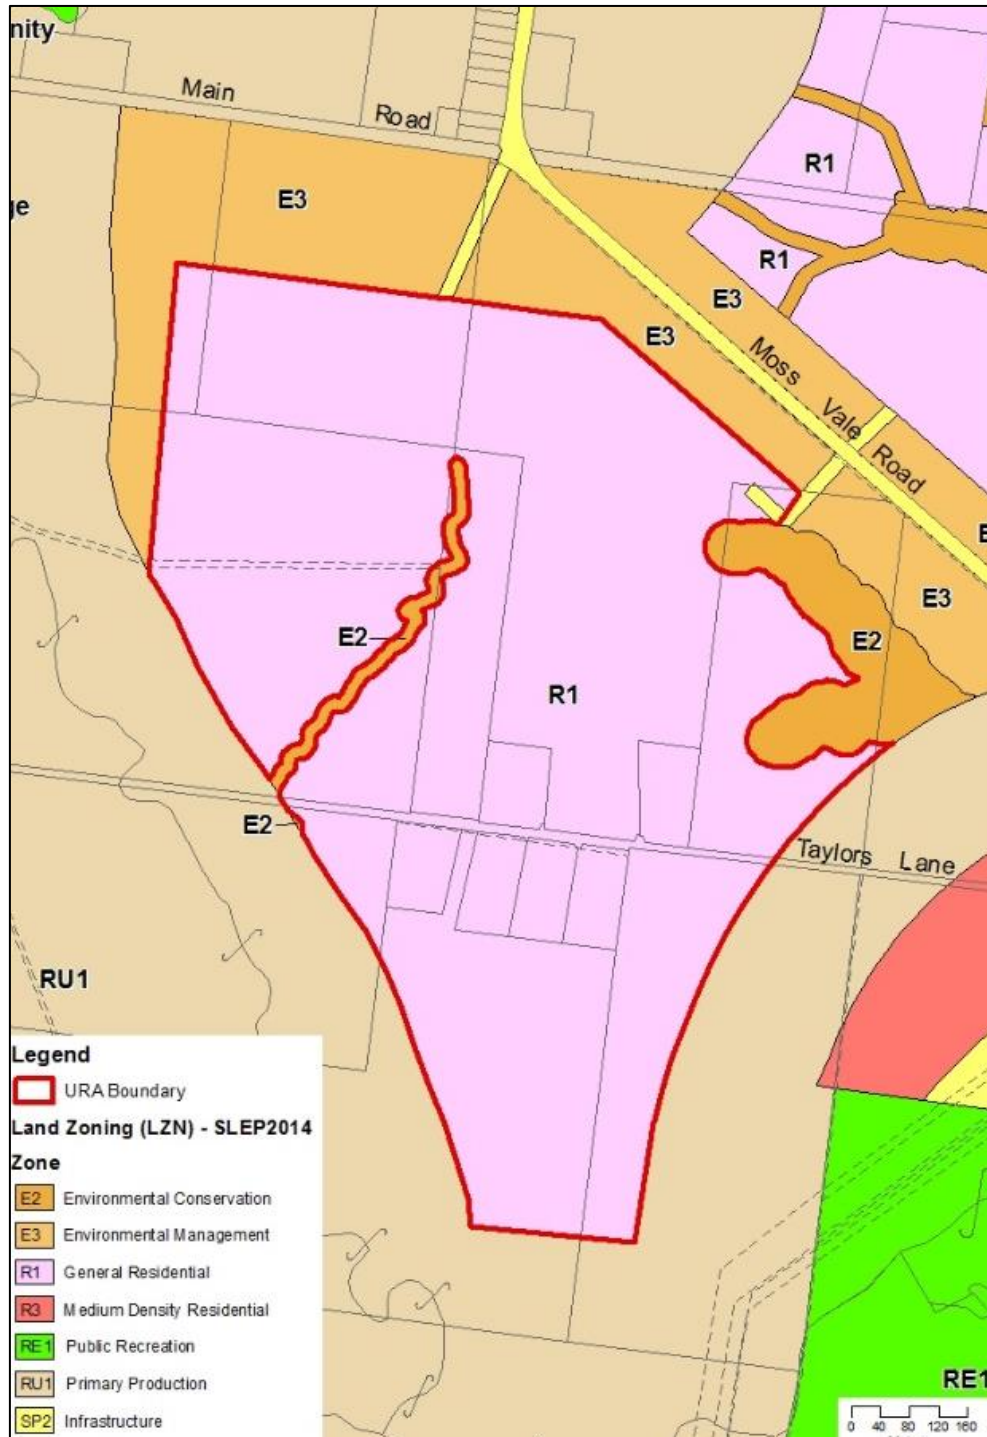 nity
Main
Road
R1
E3
ge
R1
E3
E3
Moss
Vale
Road
E
E3
E2
E2
R1
E2
Taylors Lane
RU1
Legend
URA Boundary
Land Zoning (LZN) - SLEP2014
Zone
E2 Environmental Conservation
E3 Environmental Management
R1 General Residential
R3 Medium Density Residential
RE1 Public Recreation
RU1 Primary Production
SP2 Infrastructure
RE1
0 40 80 120 160